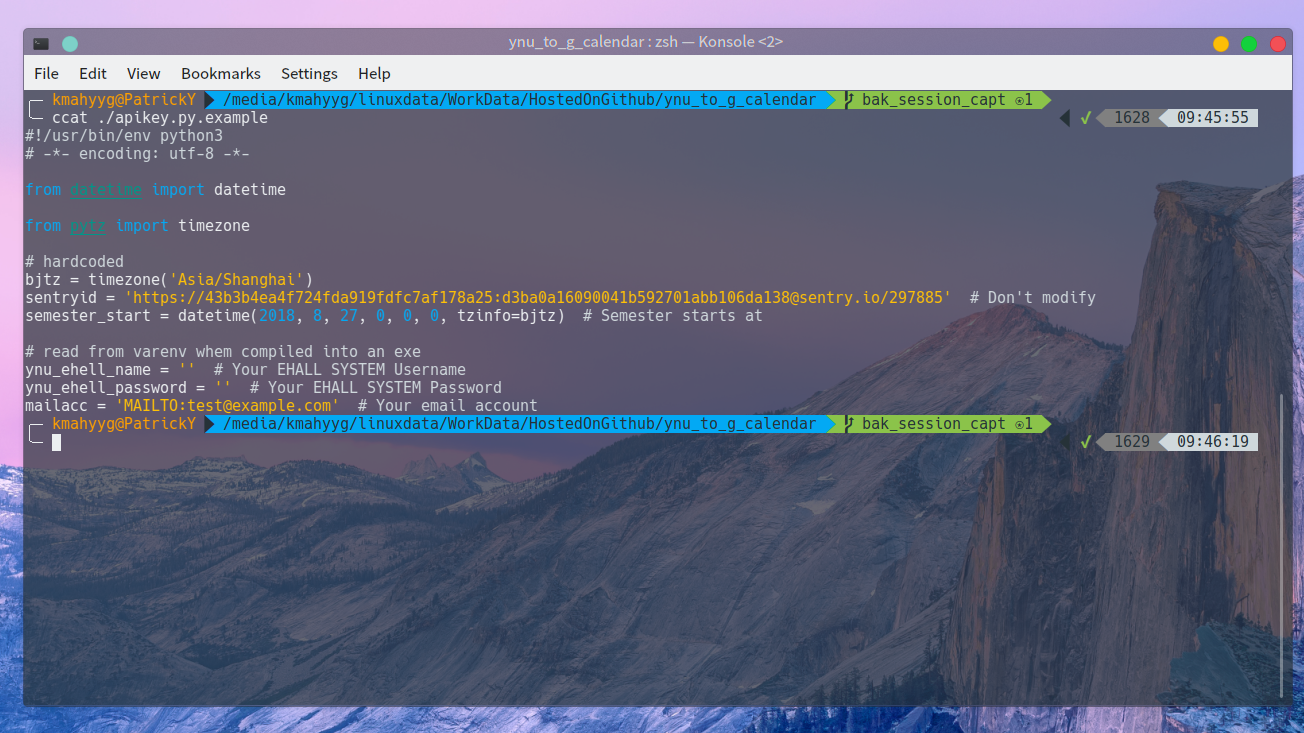 ynu_to_g_calendar : zsh — Konsole <2>
File Edit View Bookmarks Settings Help
kmahyyg@PatrickY /media/kmahyyg/linuxdata/WorkData/HostedOnGithub/ynu_to_g_calendar bak_session_capt ⍟1
ccat ./apikey.py.example ✓ 1628 09:45:55
#!/usr/bin/env python3
# -*- encoding: utf-8 -*-
from datetime import datetime
from pytz import timezone
# hardcoded
bjtz = timezone('Asia/Shanghai')
sentryid = 'https://43b3b4ea4f724fda919fdfc7af178a25:d3ba0a16090041b592701abb106da138@sentry.io/297885'  # Don't modify
semester_start = datetime(2018, 8, 27, 0, 0, 0, tzinfo=bjtz)  # Semester starts at
# read from varenv whem compiled into an exe
ynu_ehell_name = ''  # Your EHALL SYSTEM Username
ynu_ehell_password = ''  # Your EHALL SYSTEM Password
mailacc = 'MAILTO:test@example.com'  # Your email account
kmahyyg@PatrickY /media/kmahyyg/linuxdata/WorkData/HostedOnGithub/ynu_to_g_calendar bak_session_capt ⍟1
✓ 1629 09:46:19